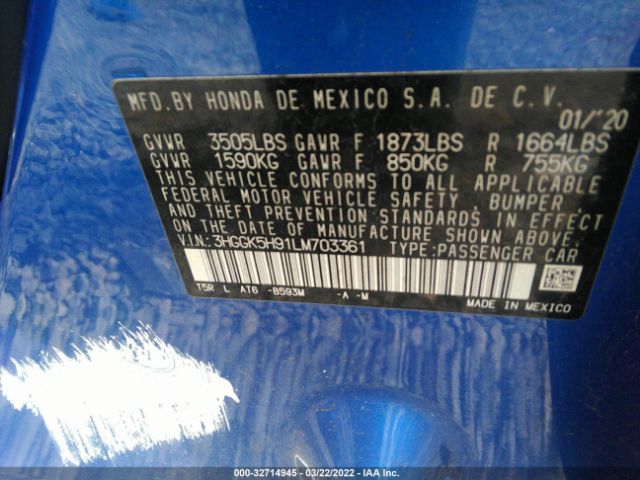 MFD.BY HONDA DE MEXICO S.A. DE C.V.
01/'20
GVWR 3505LBS GAWR F 1873LBS R 1664LBS
GVWR 1590KG GAWR F 850KG R 755KG
THIS VEHICLE CONFORMS TO ALL APPLICABLE
FEDERAL MOTOR VEHICLE SAFETY, BUMPER
AND THEFT PREVENTION STANDARDS IN EFFECT
ON THE DATE OF MANUFACTURE SHOWN ABOVE.
V.I.N.: 3HGGK5H91LM703361 TYPE:PASSENGER CAR
T5R L AT6 -B593M -A -M
MADE IN MEXICO
000-32714945 - 03/22/2022 - IAA Inc.